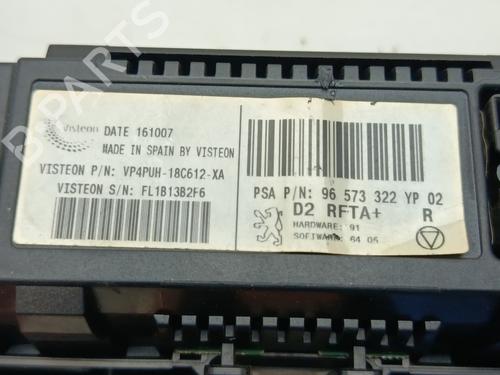 Visteon DATE 161007
MADE IN SPAIN BY VISTEON
VISTEON P/N: VP4PUH-18C612-XA
VISTEON S/N: FL1B13B2F6
PSA P/N: 96 573 322 YP 02
D2 RFTA+ R
HARDWARE: 91
SOFTWARE: 64 05
B-PARTS